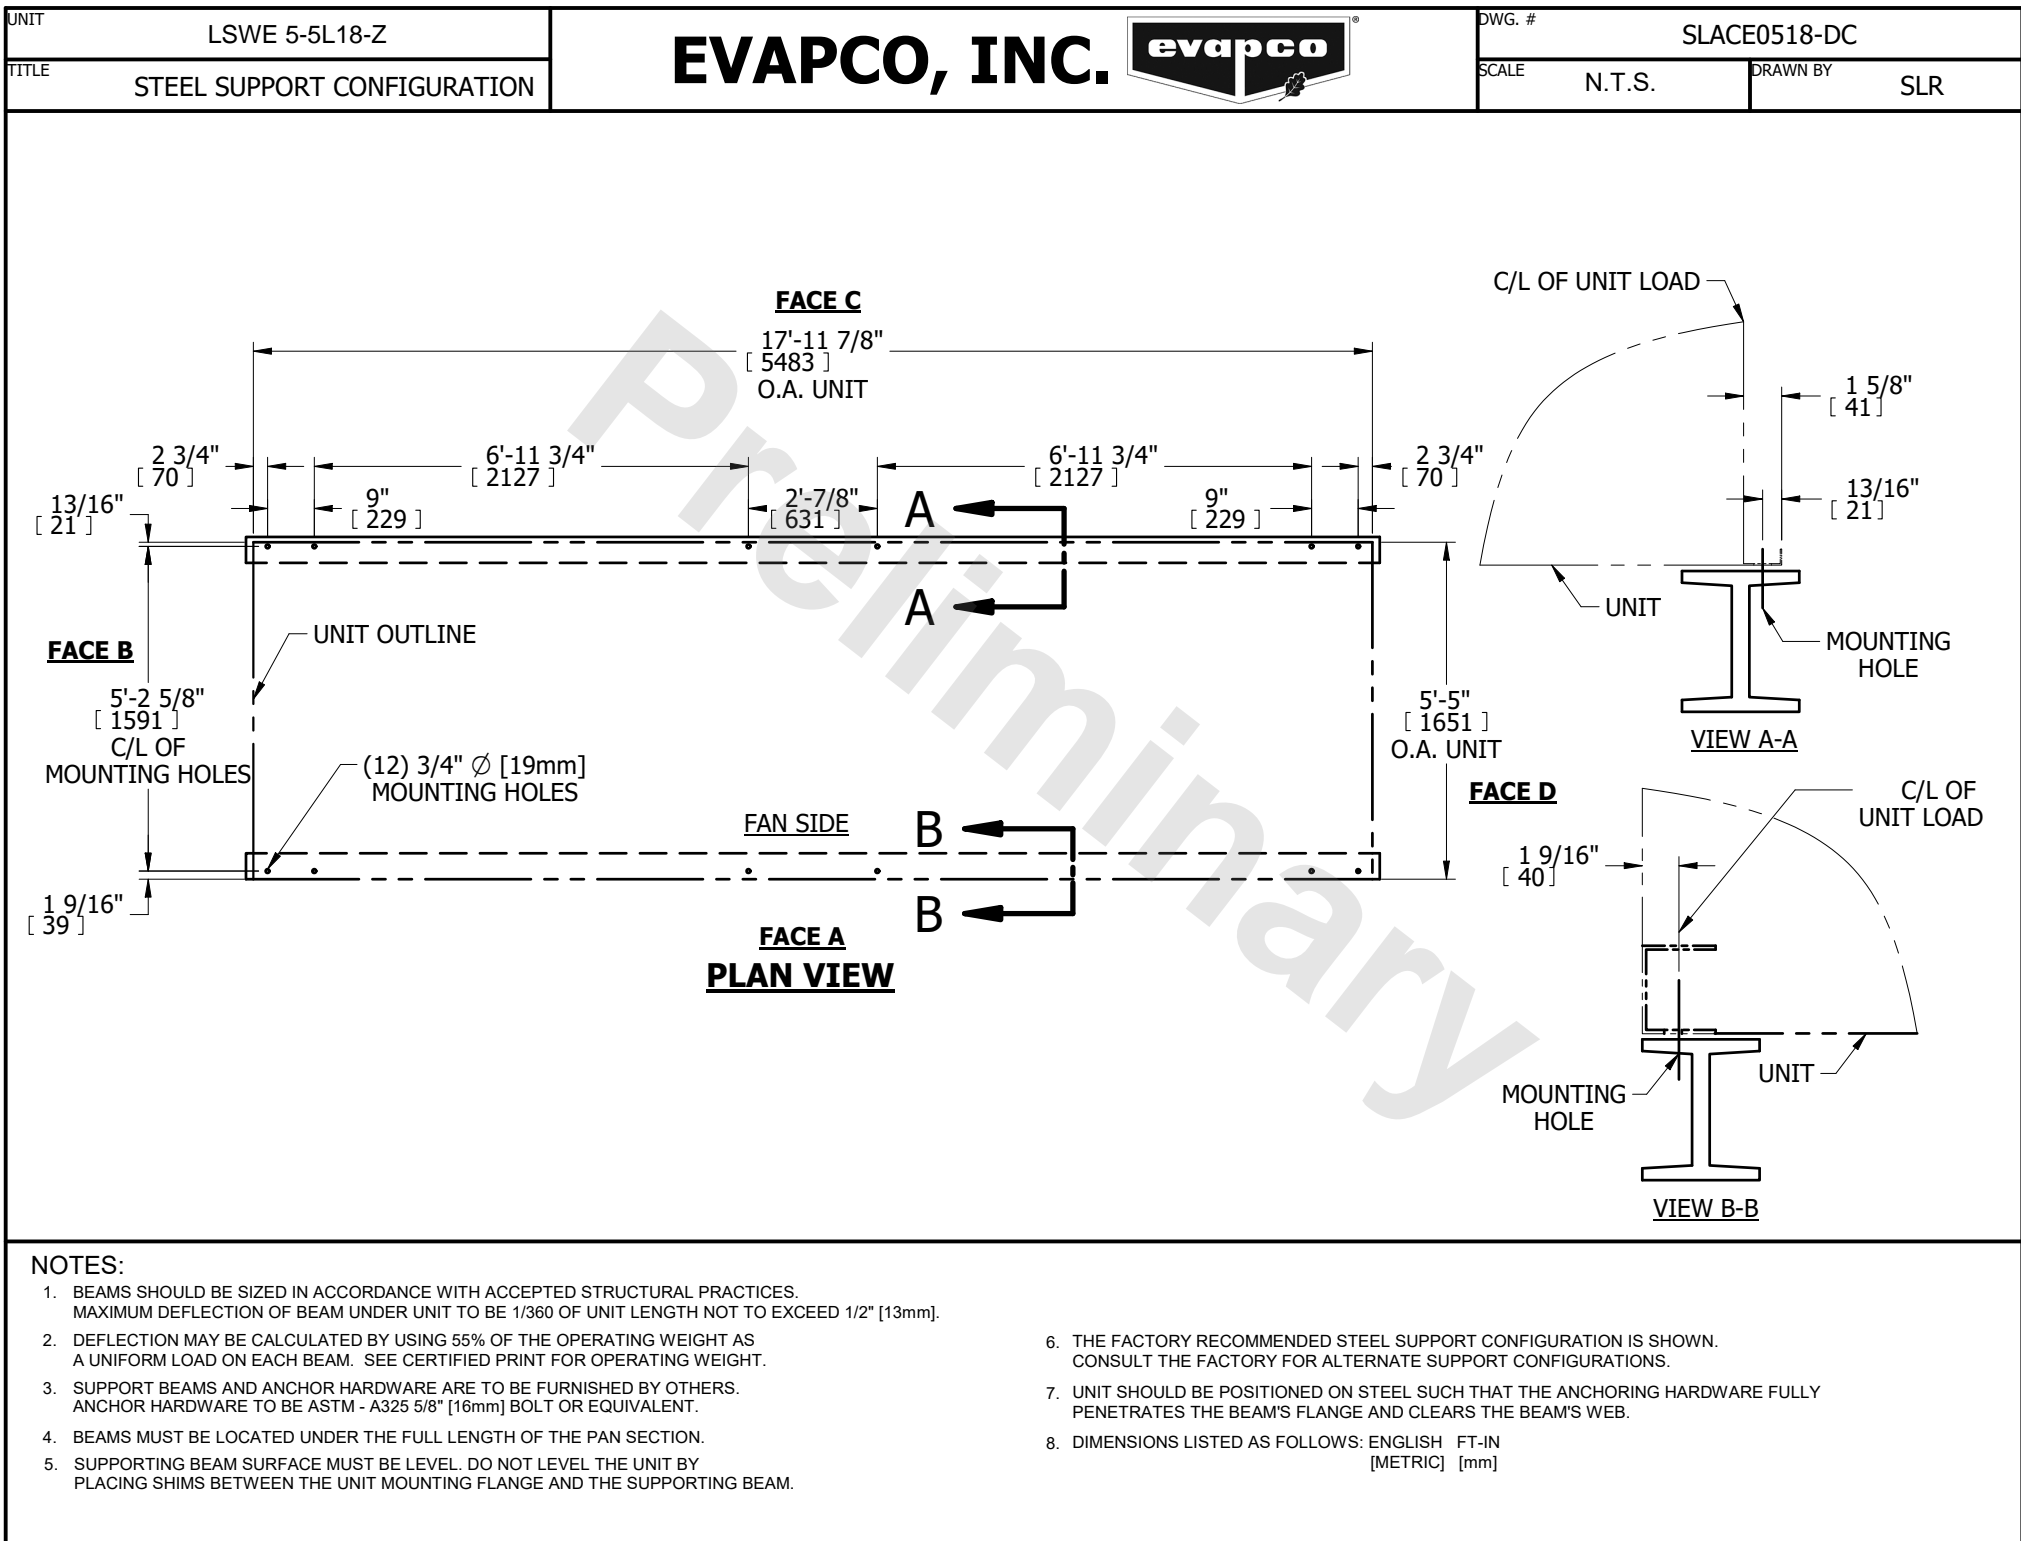 UNIT
LSWE 5-5L18-Z
TITLE
STEEL SUPPORT CONFIGURATION
EVAPCO, INC.
evapco
®
DWG. #
SLACE0518-DC
SCALE
N.T.S.
DRAWN BY
SLR
FACE C
17'-11 7/8"
[ 5483 ]
O.A. UNIT
2 3/4"
[ 70 ]
6'-11 3/4"
[ 2127 ]
6'-11 3/4"
[ 2127 ]
2 3/4"
[ 70 ]
13/16"
[ 21 ]
9"
[ 229 ]
2'-7/8"
[ 631 ]
9"
[ 229 ]
A
A
FACE B
UNIT OUTLINE
5'-2 5/8"
[ 1591 ]
C/L OF
MOUNTING HOLES
(12) 3/4" ∅ [19mm]
MOUNTING HOLES
5'-5"
[ 1651 ]
O.A. UNIT
FACE D
FAN SIDE
B
B
1 9/16"
[ 39 ]
FACE A
PLAN VIEW
C/L OF UNIT LOAD
1 5/8"
[ 41 ]
13/16"
[ 21 ]
UNIT
MOUNTING
HOLE
VIEW A-A
C/L OF
UNIT LOAD
1 9/16"
[ 40 ]
UNIT
MOUNTING
HOLE
VIEW B-B
Preliminary
NOTES:
1. BEAMS SHOULD BE SIZED IN ACCORDANCE WITH ACCEPTED STRUCTURAL PRACTICES.
MAXIMUM DEFLECTION OF BEAM UNDER UNIT TO BE 1/360 OF UNIT LENGTH NOT TO EXCEED 1/2" [13mm].
2. DEFLECTION MAY BE CALCULATED BY USING 55% OF THE OPERATING WEIGHT AS
A UNIFORM LOAD ON EACH BEAM. SEE CERTIFIED PRINT FOR OPERATING WEIGHT.
3. SUPPORT BEAMS AND ANCHOR HARDWARE ARE TO BE FURNISHED BY OTHERS.
ANCHOR HARDWARE TO BE ASTM - A325 5/8" [16mm] BOLT OR EQUIVALENT.
4. BEAMS MUST BE LOCATED UNDER THE FULL LENGTH OF THE PAN SECTION.
5. SUPPORTING BEAM SURFACE MUST BE LEVEL. DO NOT LEVEL THE UNIT BY
PLACING SHIMS BETWEEN THE UNIT MOUNTING FLANGE AND THE SUPPORTING BEAM.
6. THE FACTORY RECOMMENDED STEEL SUPPORT CONFIGURATION IS SHOWN.
CONSULT THE FACTORY FOR ALTERNATE SUPPORT CONFIGURATIONS.
7. UNIT SHOULD BE POSITIONED ON STEEL SUCH THAT THE ANCHORING HARDWARE FULLY
PENETRATES THE BEAM'S FLANGE AND CLEARS THE BEAM'S WEB.
8. DIMENSIONS LISTED AS FOLLOWS: ENGLISH FT-IN
[METRIC] [mm]